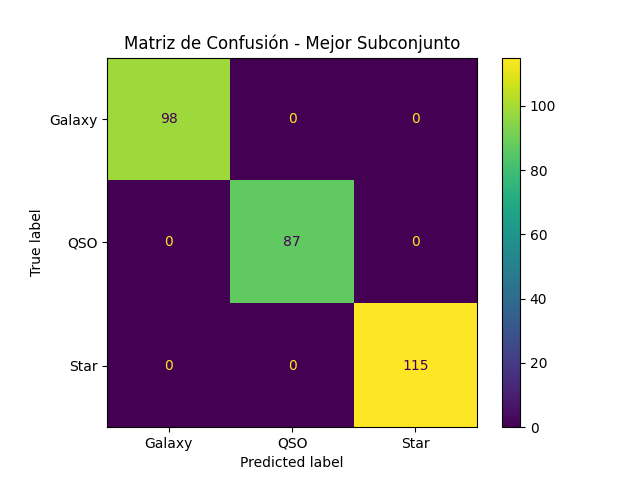 Matriz de Confusión - Mejor Subconjunto
Galaxy 98 0 0
QSO 0 87 0
Star 0 0 115
Galaxy QSO Star
Predicted label
True label
100
80
60
40
20
0